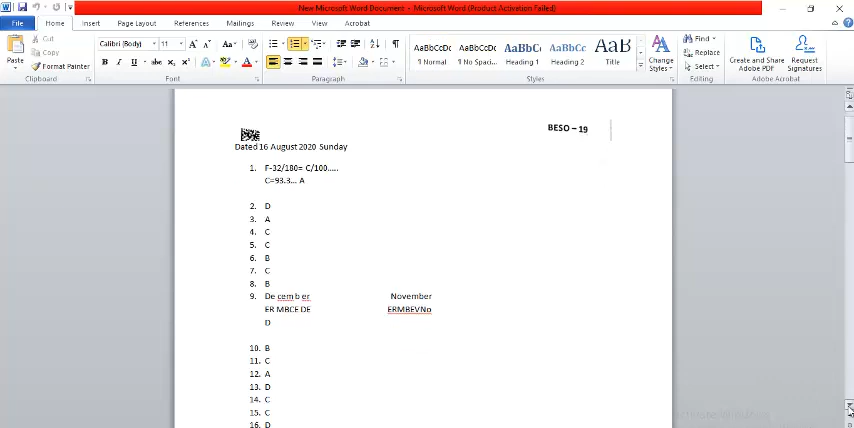 New Microsoft Word Document - Microsoft Word (Product Activation Failed)
File Home Insert Page Layout References Mailings Review View Acrobat
Cut
Copy
Format Painter
Paste
Clipboard
Calibri (Body) 11
Font
Paragraph
AaBbCcDc AaBbCcDc AaBbC AaBbCc AaB
¶ Normal ¶ No Spaci... Heading 1 Heading 2 Title
Styles
Change Styles
Find
Replace
Select
Editing
Create and Share Adobe PDF
Request Signatures
Adobe Acrobat
BESO – 19
Dated 16 August 2020 Sunday
1. F-32/180= C/100.....
C=93.3... A
2. D
3. A
4. C
5. C
6. B
7. C
8. B
9. De cem b er November
ER MBCE DE ERMBEVNo
D
10. B
11. C
12. A
13. D
14. C
15. C
16. D